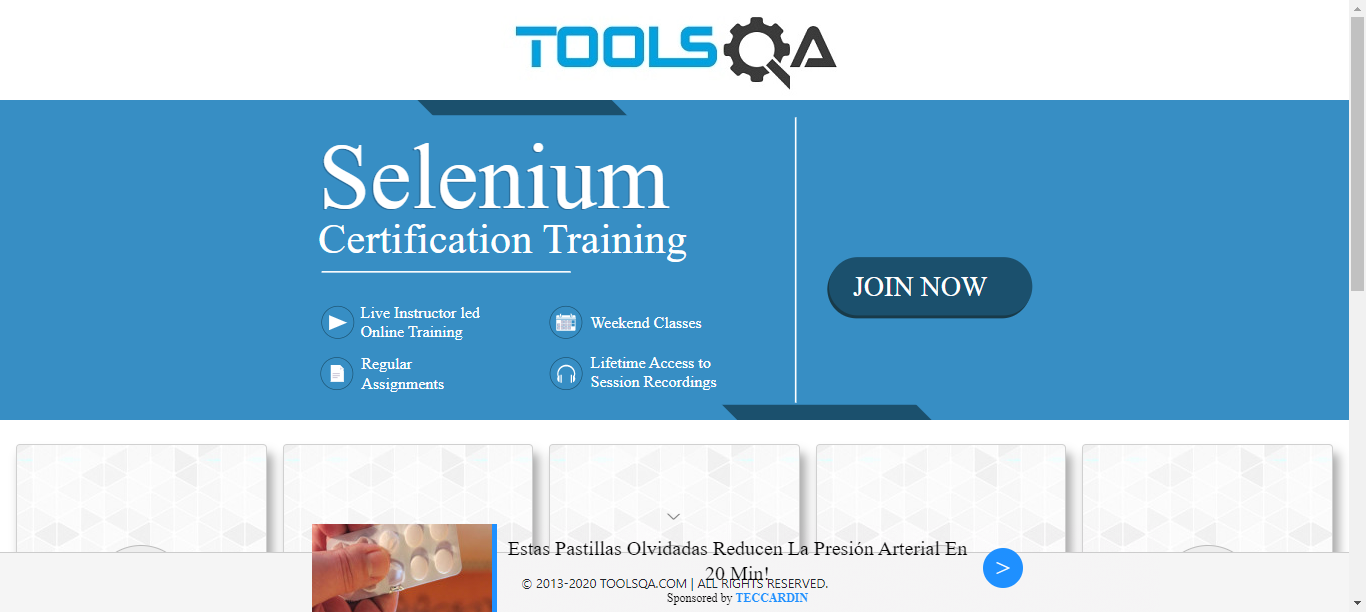 TOOLSQA
Selenium
Certification Training
Live Instructor led
Online Training
Weekend Classes
Regular
Assignments
Lifetime Access to
Session Recordings
JOIN NOW
Estas Pastillas Olvidadas Reducen La Presión Arterial En
20 Min!
>
© 2013-2020 TOOLSQA.COM | ALL RIGHTS RESERVED.
Sponsored by TECCARDIN